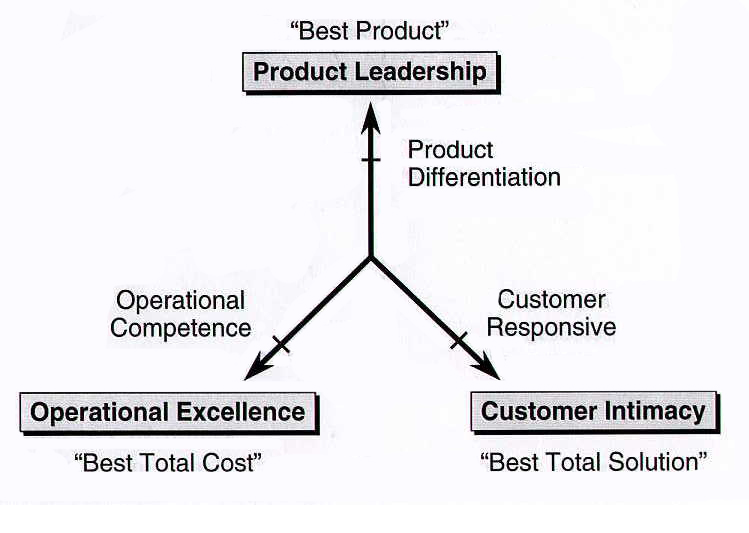 “Best Product”
Product Leadership
Product
Differentiation
Operational
Competence
Customer
Responsive
Operational Excellence
Customer Intimacy
“Best Total Cost”
“Best Total Solution”